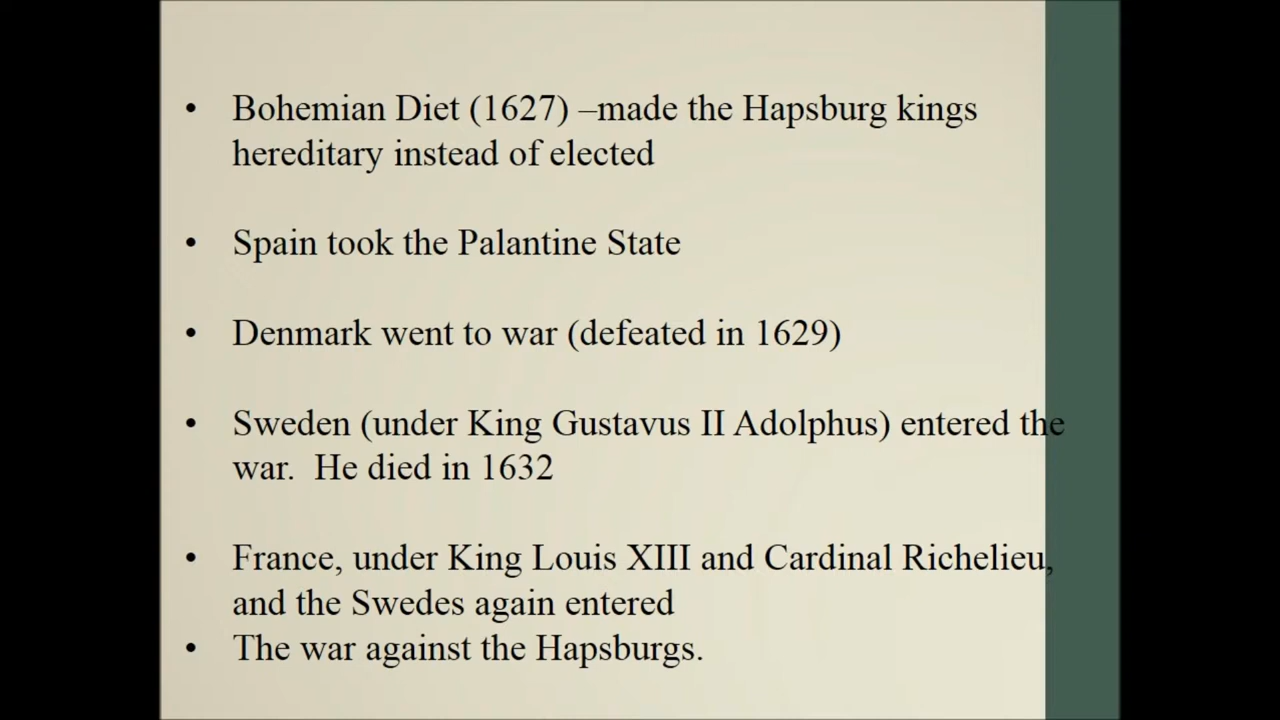 • Bohemian Diet (1627) –made the Hapsburg kings
hereditary instead of elected
• Spain took the Palantine State
• Denmark went to war (defeated in 1629)
• Sweden (under King Gustavus II Adolphus) entered the
war.  He died in 1632
• France, under King Louis XIII and Cardinal Richelieu,
and the Swedes again entered
• The war against the Hapsburgs.